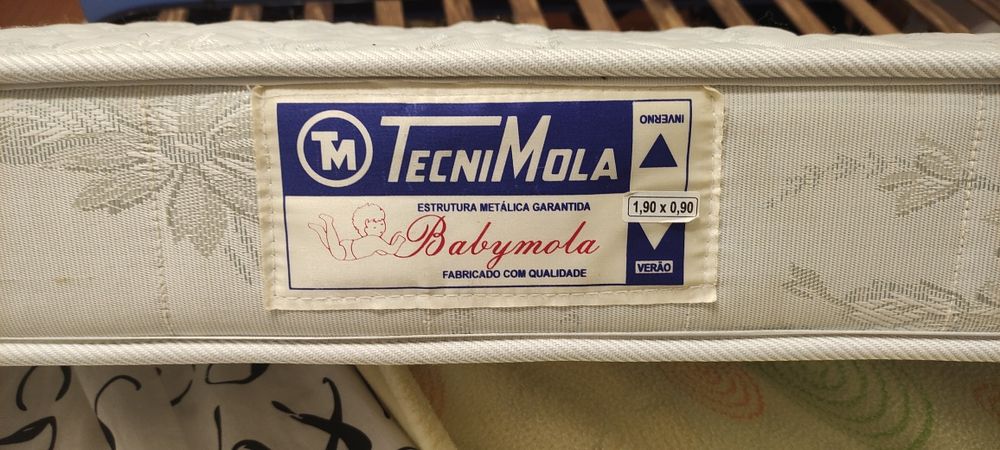 TM TECNIMOLA
INVERNO
ESTRUTURA METÁLICA GARANTIDA
1,90 x 0,90
Babymola
VERÃO
FABRICADO COM QUALIDADE